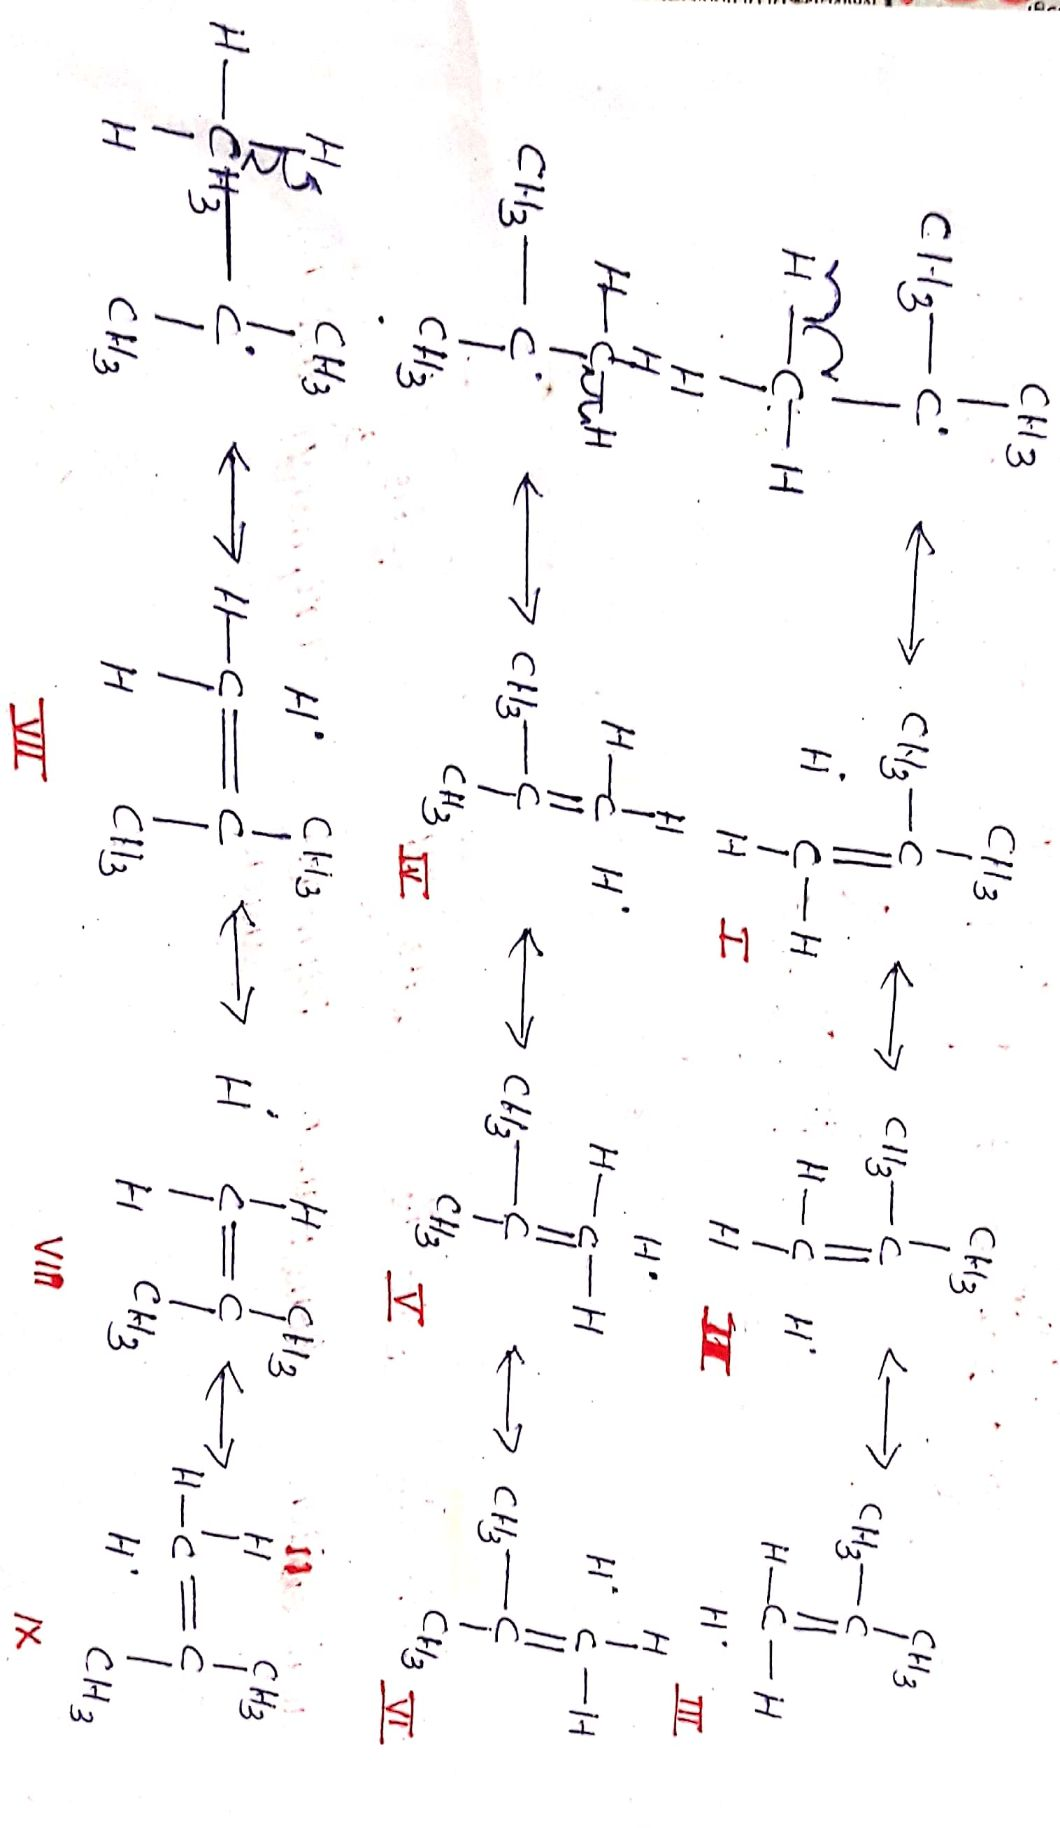 CH3 CH3 CH3 CH3
CH3—C· ⟷ CH3—C ⟷ CH3—C ⟷ CH3—C
H—C—H H· C—H H—C H· H—C—H
H H H H·
I II III
H H H· H
H—C—H H—C H· H—C—H H· C—H
CH3—C· ⟷ CH3—C ⟷ CH3—C ⟷ CH3—C
CH3 CH3 CH3 CH3
IV V VI
H CH3 H· CH3 H CH3 H CH3
H—CH3—C· ⟷ H—C=C ⟷ H· C=C ⟷ H—C=C
H CH3 H CH3 H CH3 H· CH3
VII VIII IX